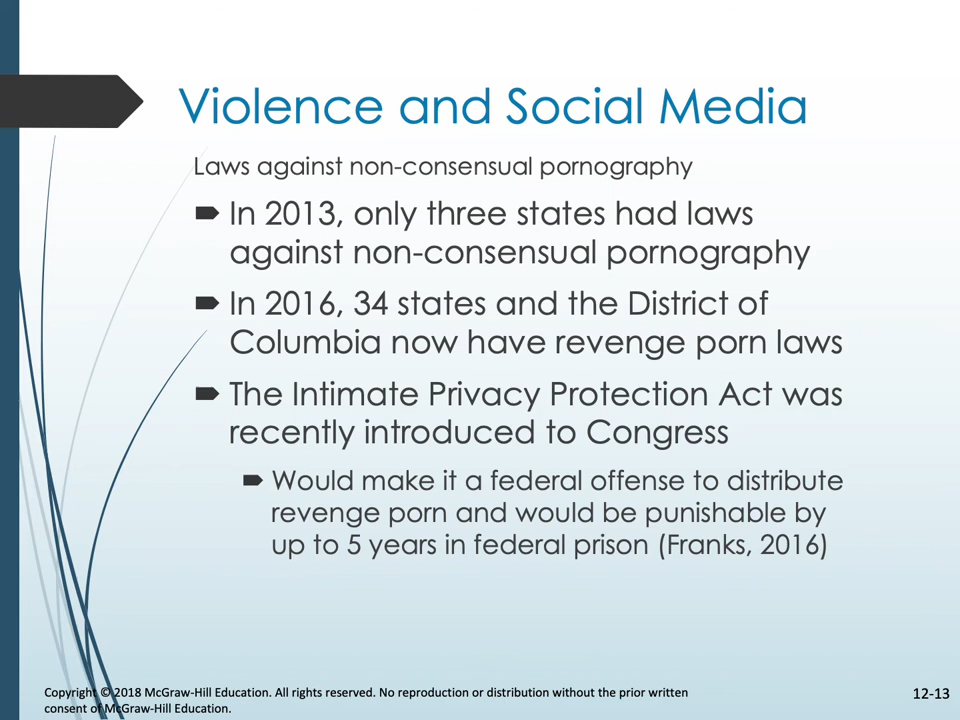 Violence and Social Media
Laws against non-consensual pornography
In 2013, only three states had laws
against non-consensual pornography
In 2016, 34 states and the District of
Columbia now have revenge porn laws
The Intimate Privacy Protection Act was
recently introduced to Congress
Would make it a federal offense to distribute
revenge porn and would be punishable by
up to 5 years in federal prison (Franks, 2016)
Copyright © 2018 McGraw-Hill Education. All rights reserved. No reproduction or distribution without the prior written
consent of McGraw-Hill Education.
12-13